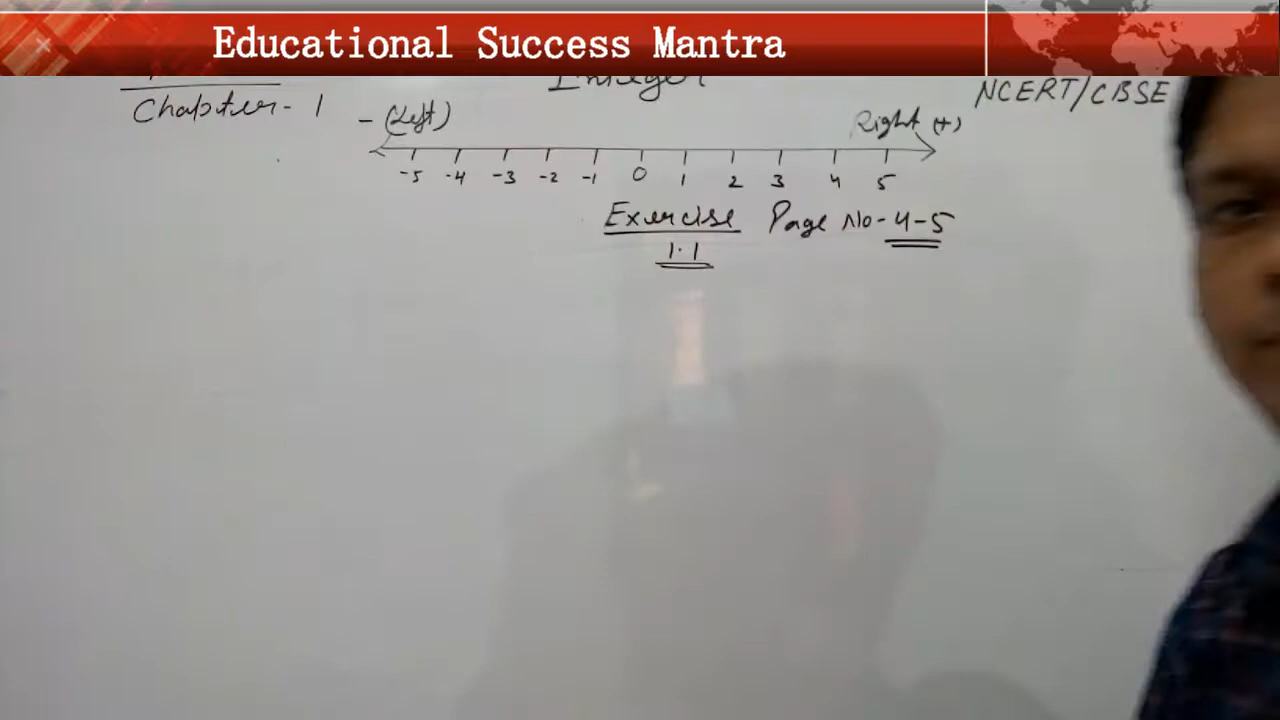 Educational Success Mantra
Integer
NCERT/CBSE
Chapter-1
- (Left)
Right (+)
-5 -4 -3 -2 -1 0 1 2 3 4 5
Exercise Page No-4-5
1.1